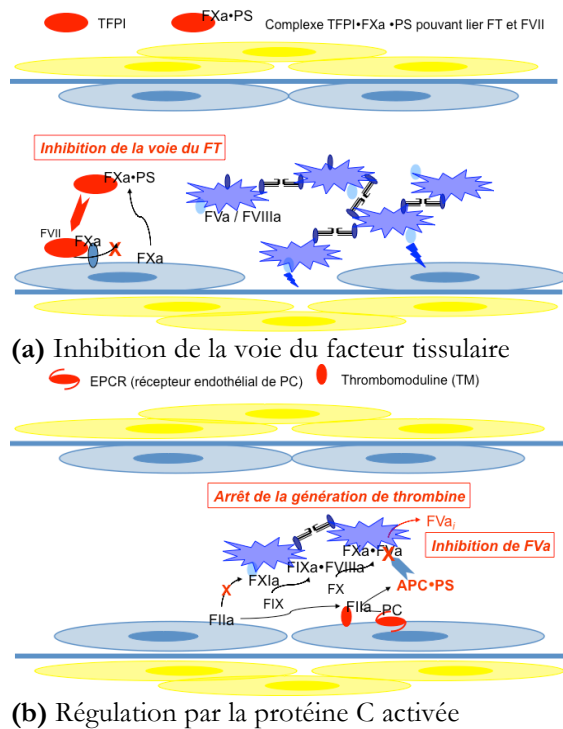 TFPI FXa•PS Complexe TFPI•FXa •PS pouvant lier FT et FVII
Inhibition de la voie du FT
FXa•PS
FVa / FVIIIa
FVII
FXa
X
FXa
(a) Inhibition de la voie du facteur tissulaire
EPCR (récepteur endothélial de PC) Thrombomoduline (TM)
Arrêt de la génération de thrombine
FVai
FXa•FVa
Inhibition de FVa
FIXa•FVIIIa
X
FXIa
X
FX
APC•PS
FIX
FIIa
PC
FIIa
(b) Régulation par la protéine C activée